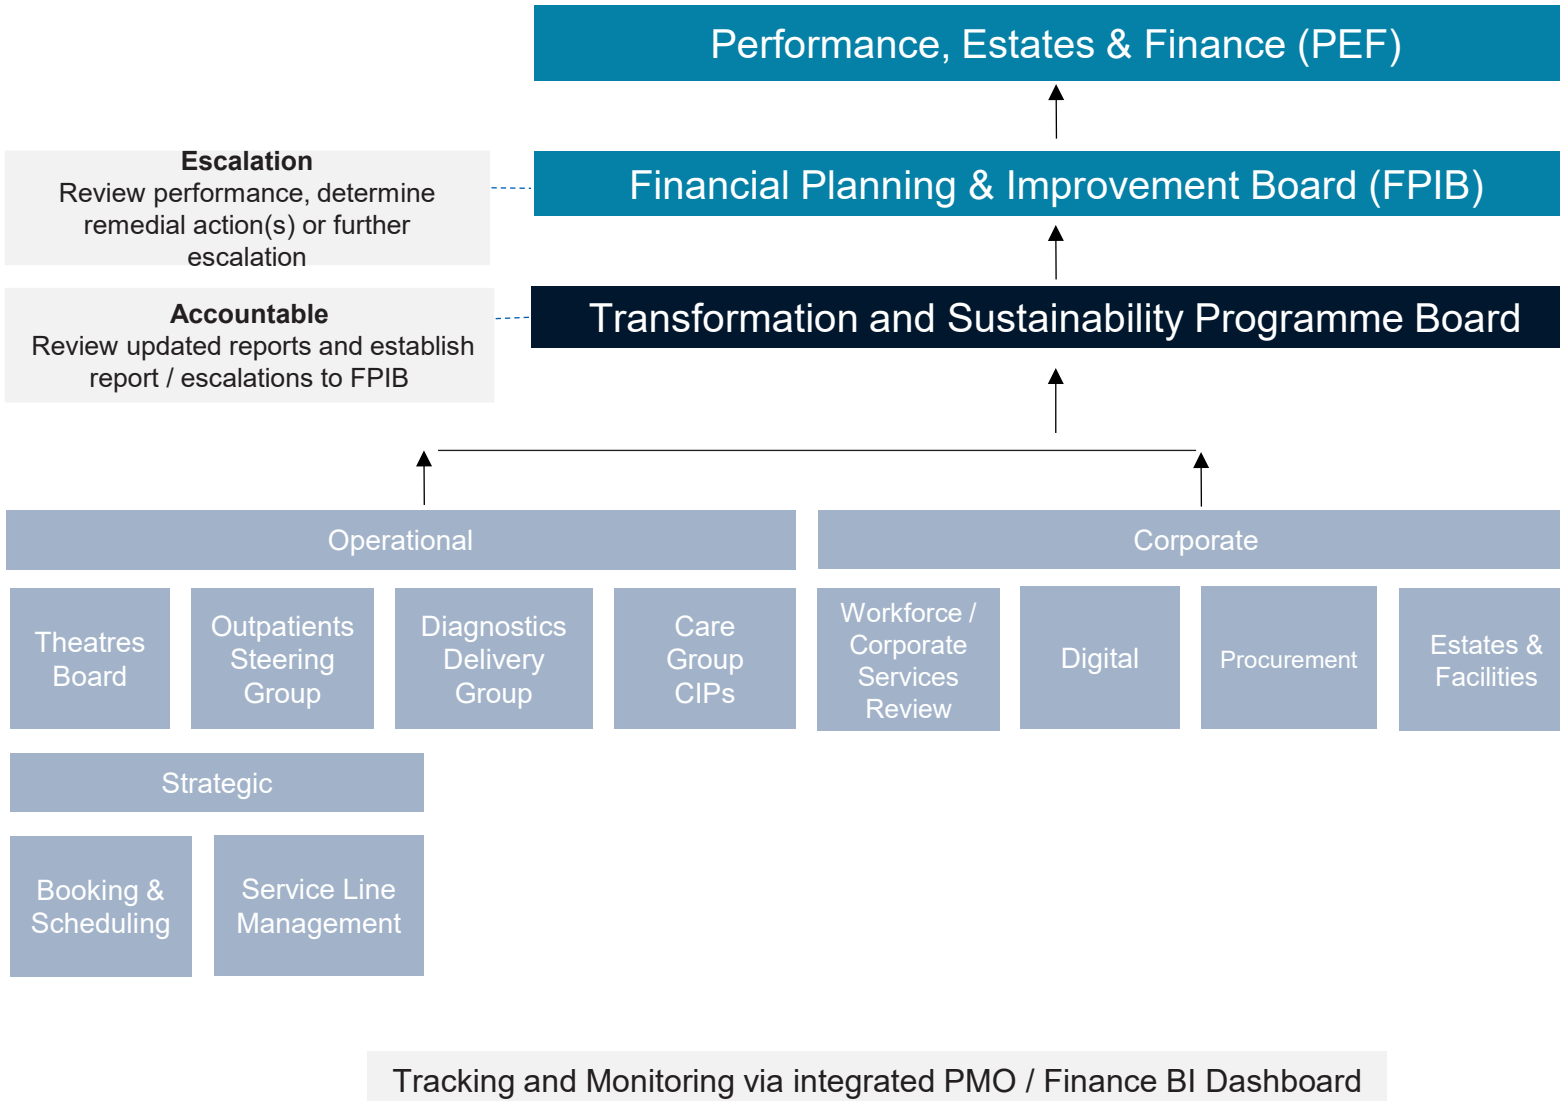 Performance, Estates & Finance (PEF)
Escalation
Review performance, determine
remedial action(s) or further
escalation
Financial Planning & Improvement Board (FPIB)
Accountable
Review updated reports and establish
report / escalations to FPIB
Transformation and Sustainability Programme Board
Operational
Corporate
Theatres
Board
Outpatients
Steering
Group
Diagnostics
Delivery
Group
Care
Group
CIPs
Workforce /
Corporate
Services
Review
Digital
Procurement
Estates &
Facilities
Strategic
Booking &
Scheduling
Service Line
Management
Tracking and Monitoring via integrated PMO / Finance BI Dashboard